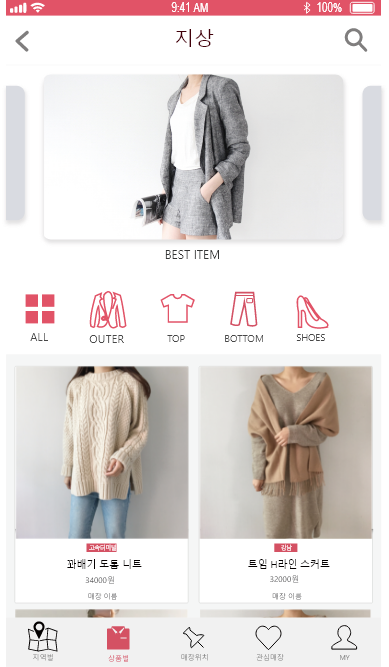 9:41 AM
100%
지상
BEST ITEM
ALL
OUTER
TOP
BOTTOM
SHOES
고속터미널
꽈배기 도톰 니트
34000원
매장 이름
강남
트임 H라인 스커트
32000원
매장 이름
지역별
상품별
매장위치
관심매장
MY